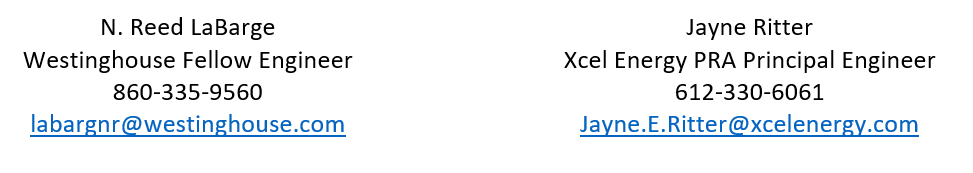 N. Reed LaBarge
Westinghouse Fellow Engineer
860-335-9560
labargnr@westinghouse.com
Jayne Ritter
Xcel Energy PRA Principal Engineer
612-330-6061
Jayne.E.Ritter@xcelenergy.com